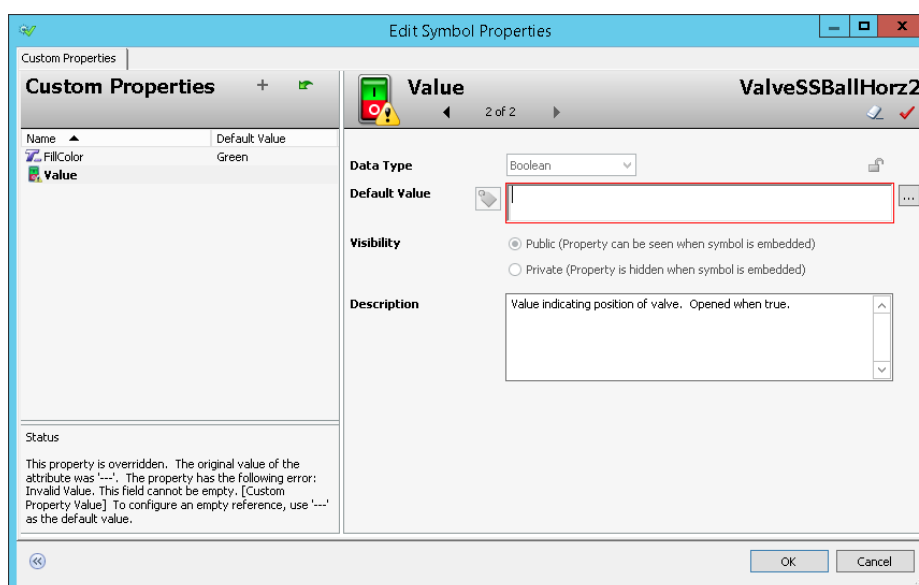 Edit Symbol Properties
Custom Properties
Custom Properties
Name
Default Value
FillColor
Green
Value
Status
This property is overridden. The original value of the
attribute was '---'. The property has the following error:
Invalid Value. This field cannot be empty. [Custom
Property Value] To configure an empty reference, use '---'
as the default value.
Value
ValveSSBallHorz2
2 of 2
Data Type
Boolean
Default Value
...
Visibility
Public (Property can be seen when symbol is embedded)
Private (Property is hidden when symbol is embedded)
Description
Value indicating position of valve. Opened when true.
OK
Cancel